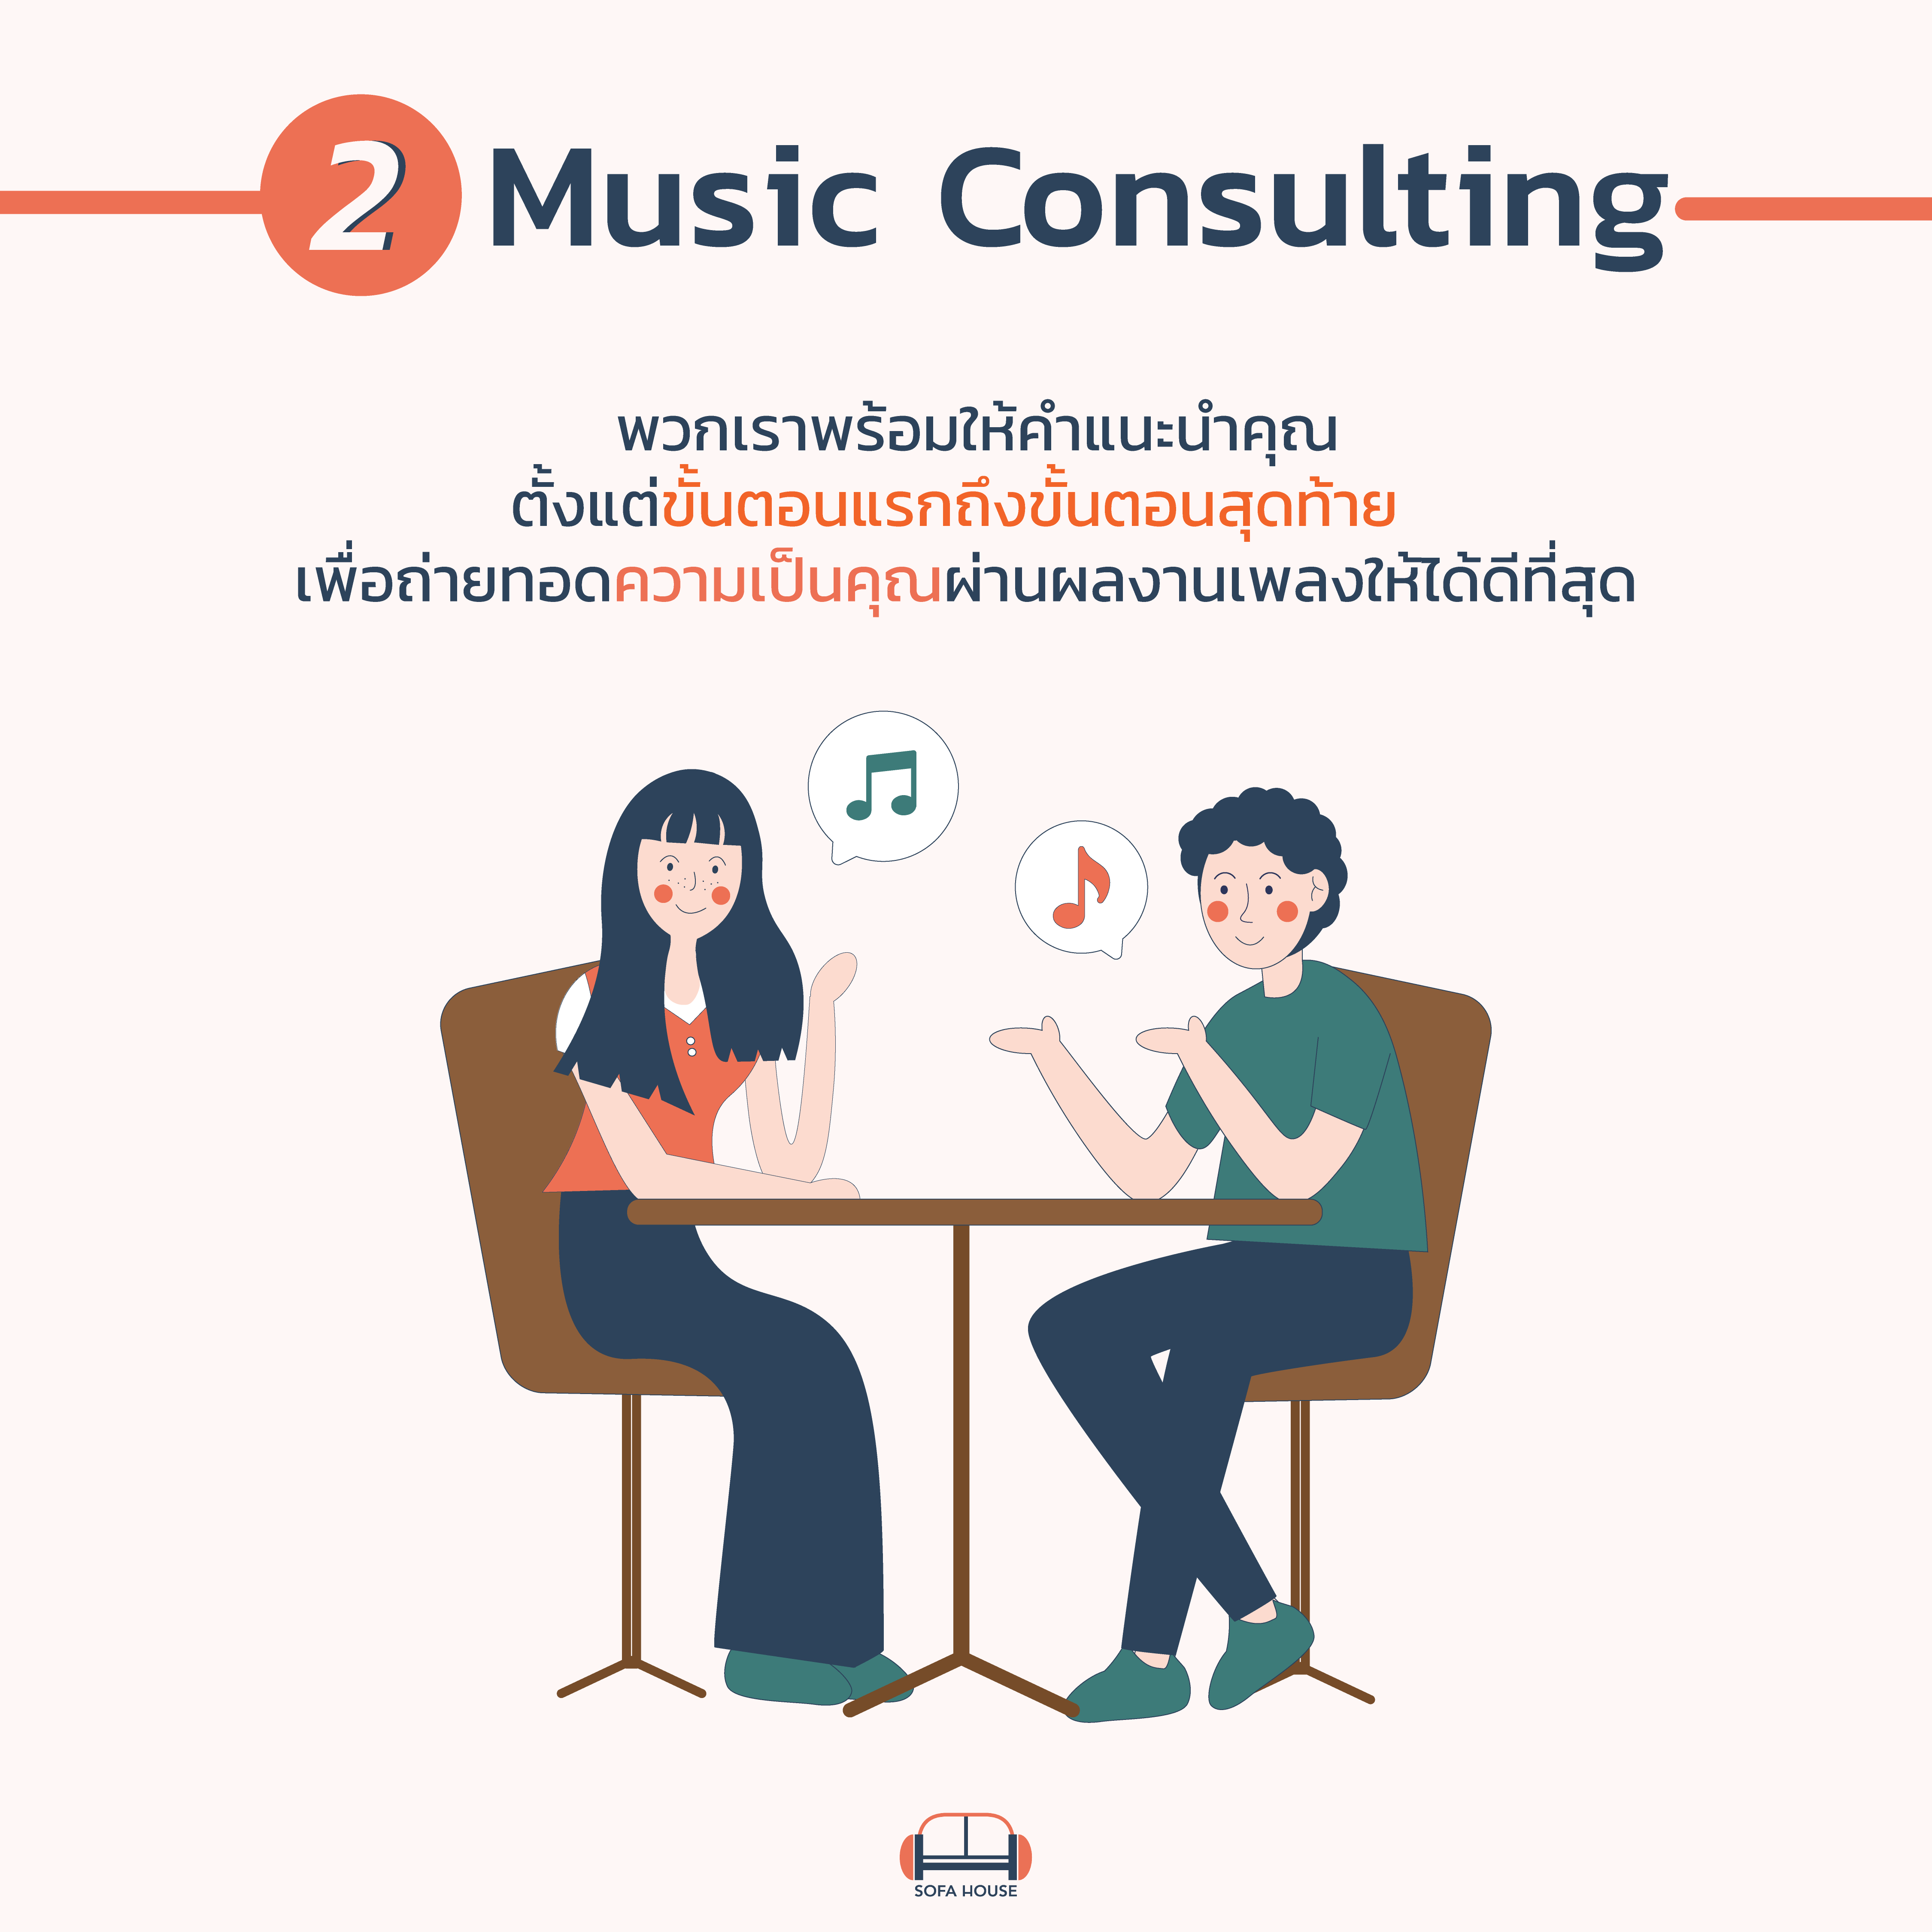 2 Music Consulting
พวกเราพร้อมให้คำแนะนำคุณ
ตั้งแต่ขั้นตอนแรกถึงขั้นตอนสุดท้าย
เพื่อถ่ายทอดความเป็นคุณผ่านผลงานเพลงให้ได้ดีที่สุด
SOFA HOUSE